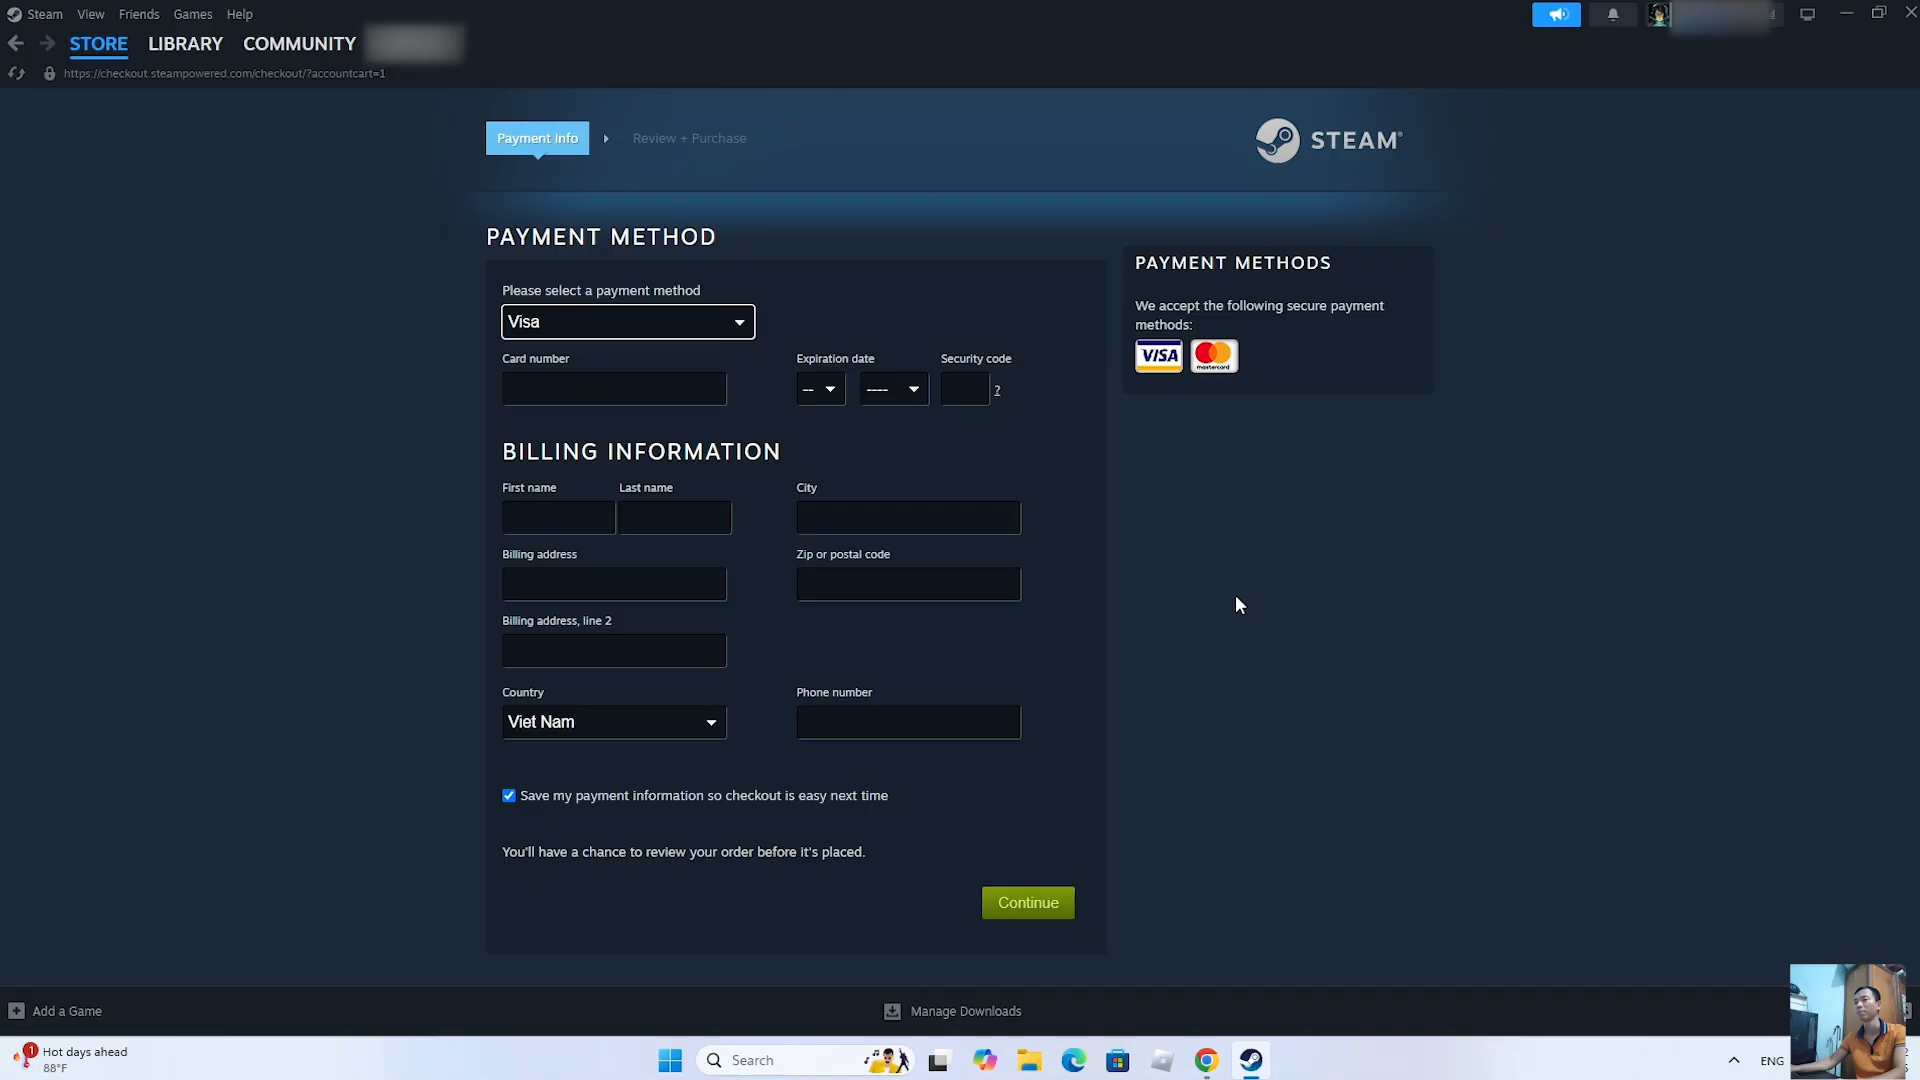 Steam View Friends Games Help
STORE LIBRARY COMMUNITY
https://checkout.steampowered.com/checkout/?accountcart=1
Payment Info Review + Purchase
STEAM®
PAYMENT METHOD
Please select a payment method
Visa
Card number
Expiration date
Security code
--
----
?
PAYMENT METHODS
We accept the following secure payment
methods:
VISA
mastercard
BILLING INFORMATION
First name
Last name
City
Billing address
Zip or postal code
Billing address, line 2
Country
Phone number
Viet Nam
Save my payment information so checkout is easy next time
You'll have a chance to review your order before it's placed.
Continue
Add a Game
Manage Downloads
1
Hot days ahead
88°F
Search
ENG